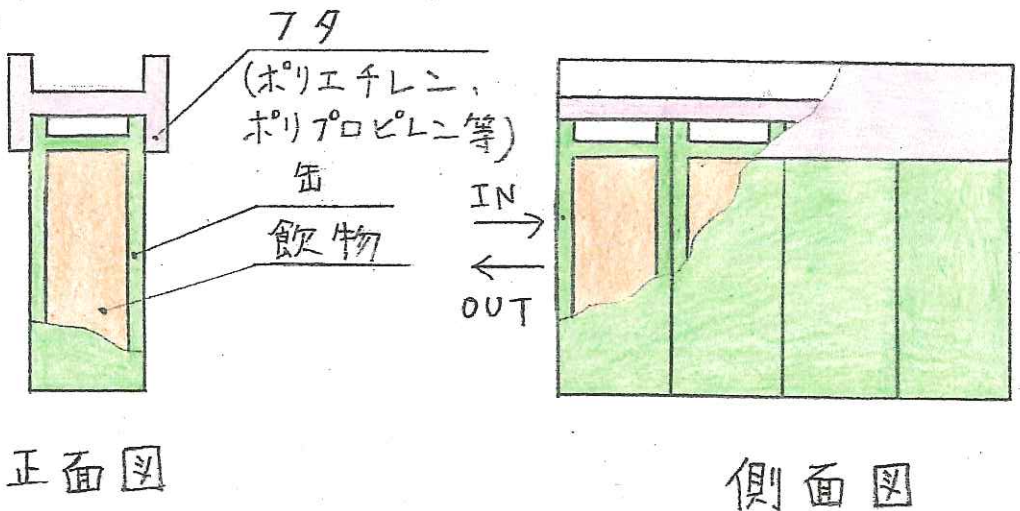 フタ
(ポリエチレン、
ポリプロピレン等)
缶
飲物
IN
OUT
正面図
側面図